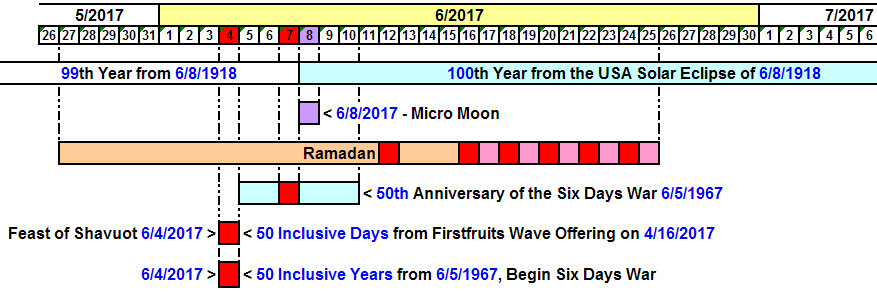 5/2017 6/2017 7/2017
26 27 28 29 30 31 1 2 3 4 5 6 7 8 9 10 11 12 13 14 15 16 17 18 19 20 21 22 23 24 25 26 27 28 29 30 1 2 3 4 5 6
99th Year from 6/8/1918 100th Year from the USA Solar Eclipse of 6/8/1918
< 6/8/2017 - Micro Moon
Ramadan
< 50th Anniversary of the Six Days War 6/5/1967
Feast of Shavuot 6/4/2017 > < 50 Inclusive Days from Firstfruits Wave Offering on 4/16/2017
6/4/2017 > < 50 Inclusive Years from 6/5/1967, Begin Six Days War